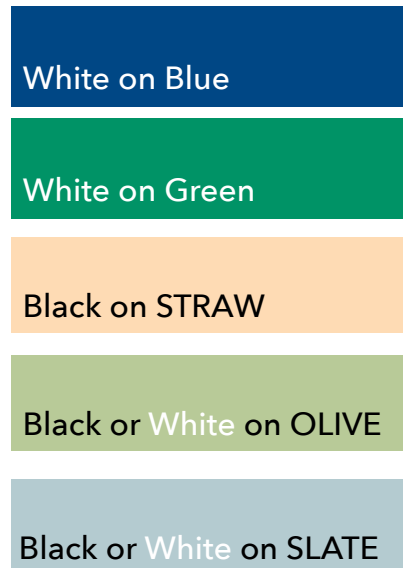 White on Blue
White on Green
Black on STRAW
Black or White on OLIVE
Black or White on SLATE